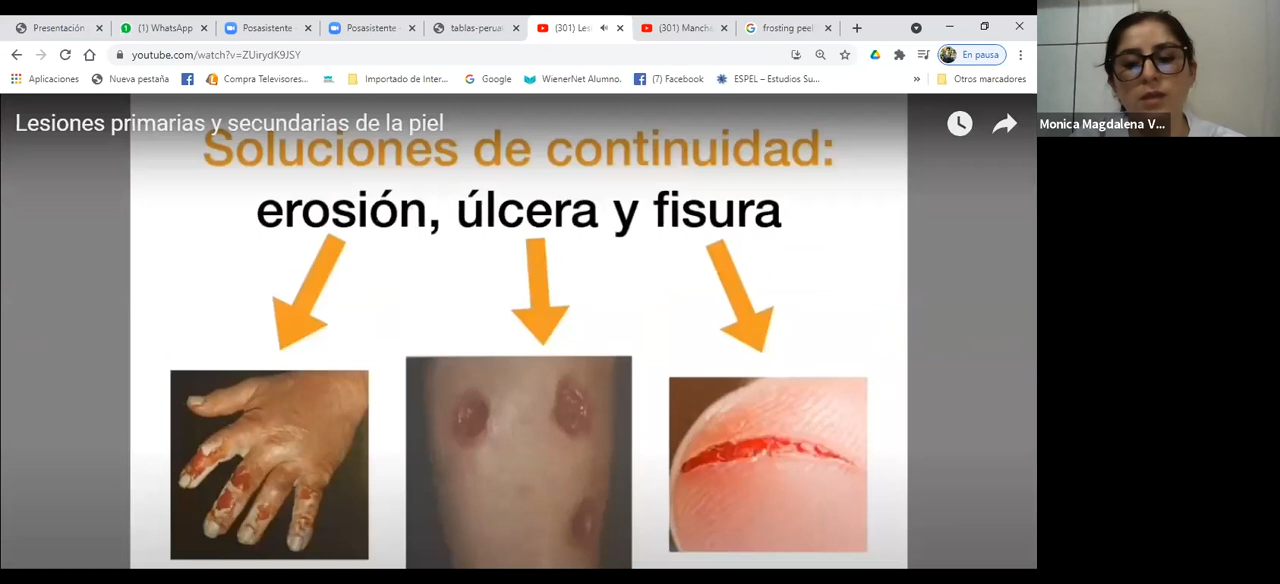 Presentación
(1) WhatsApp
Posasistente
Posasistente
tablas-perua
(301) Les
(301) Manch
frosting peel
youtube.com/watch?v=ZUirydK9JSY
En pausa
Aplicaciones
Nueva pestaña
Compra Televisores...
Importado de Inter...
Google
WienerNet Alumno.
(7) Facebook
ESPEL – Estudios Su...
»
Otros marcadores
Lesiones primarias y secundarias de la piel
Soluciones de continuidad:
erosión, úlcera y fisura
Monica Magdalena V...